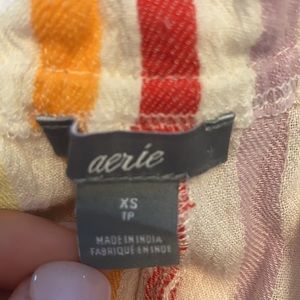 aerie
XS
TP
MADE IN INDIA
FABRIQUÉ EN INDE